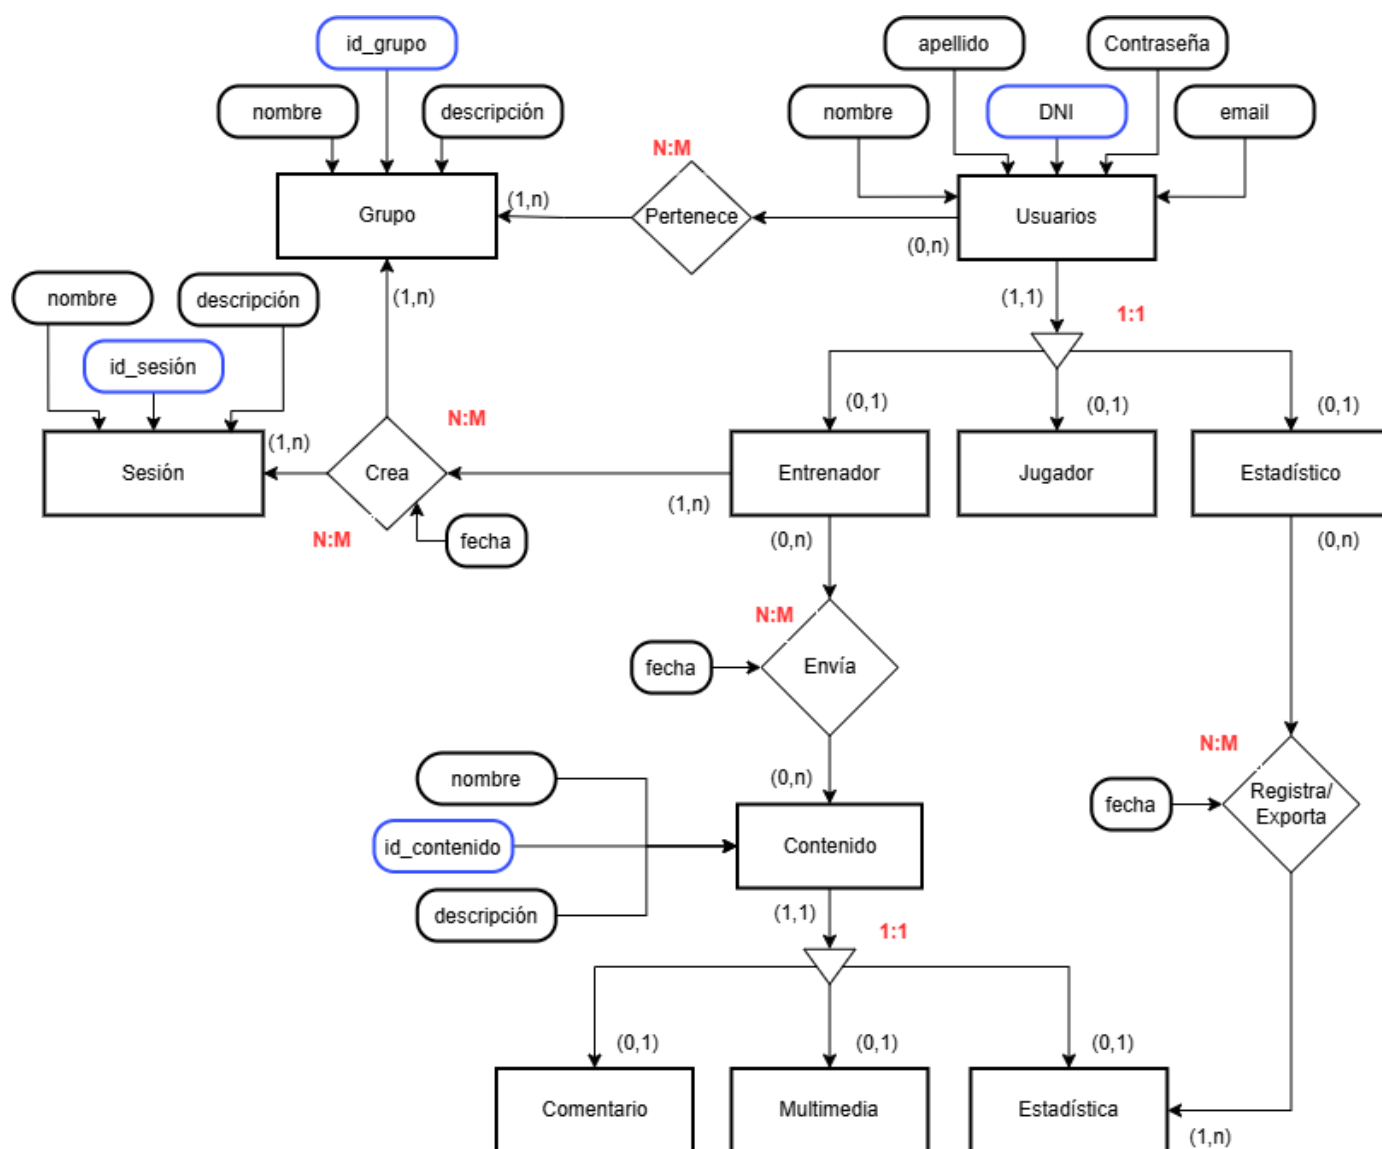 id_grupo
apellido
Contraseña
nombre
descripción
nombre
DNI
email
N:M
Grupo
(1,n)
Pertenece
Usuarios
(0,n)
nombre
descripción
(1,n)
(1,1)
1:1
id_sesión
(0,1)
(0,1)
(0,1)
N:M
(1,n)
Sesión
Crea
Entrenador
Jugador
Estadístico
(1,n)
N:M
fecha
(0,n)
(0,n)
N:M
fecha
Envía
N:M
nombre
(0,n)
fecha
Registra/
Exporta
id_contenido
Contenido
descripción
(1,1)
1:1
(0,1)
(0,1)
(0,1)
Comentario
Multimedia
Estadística
(1,n)